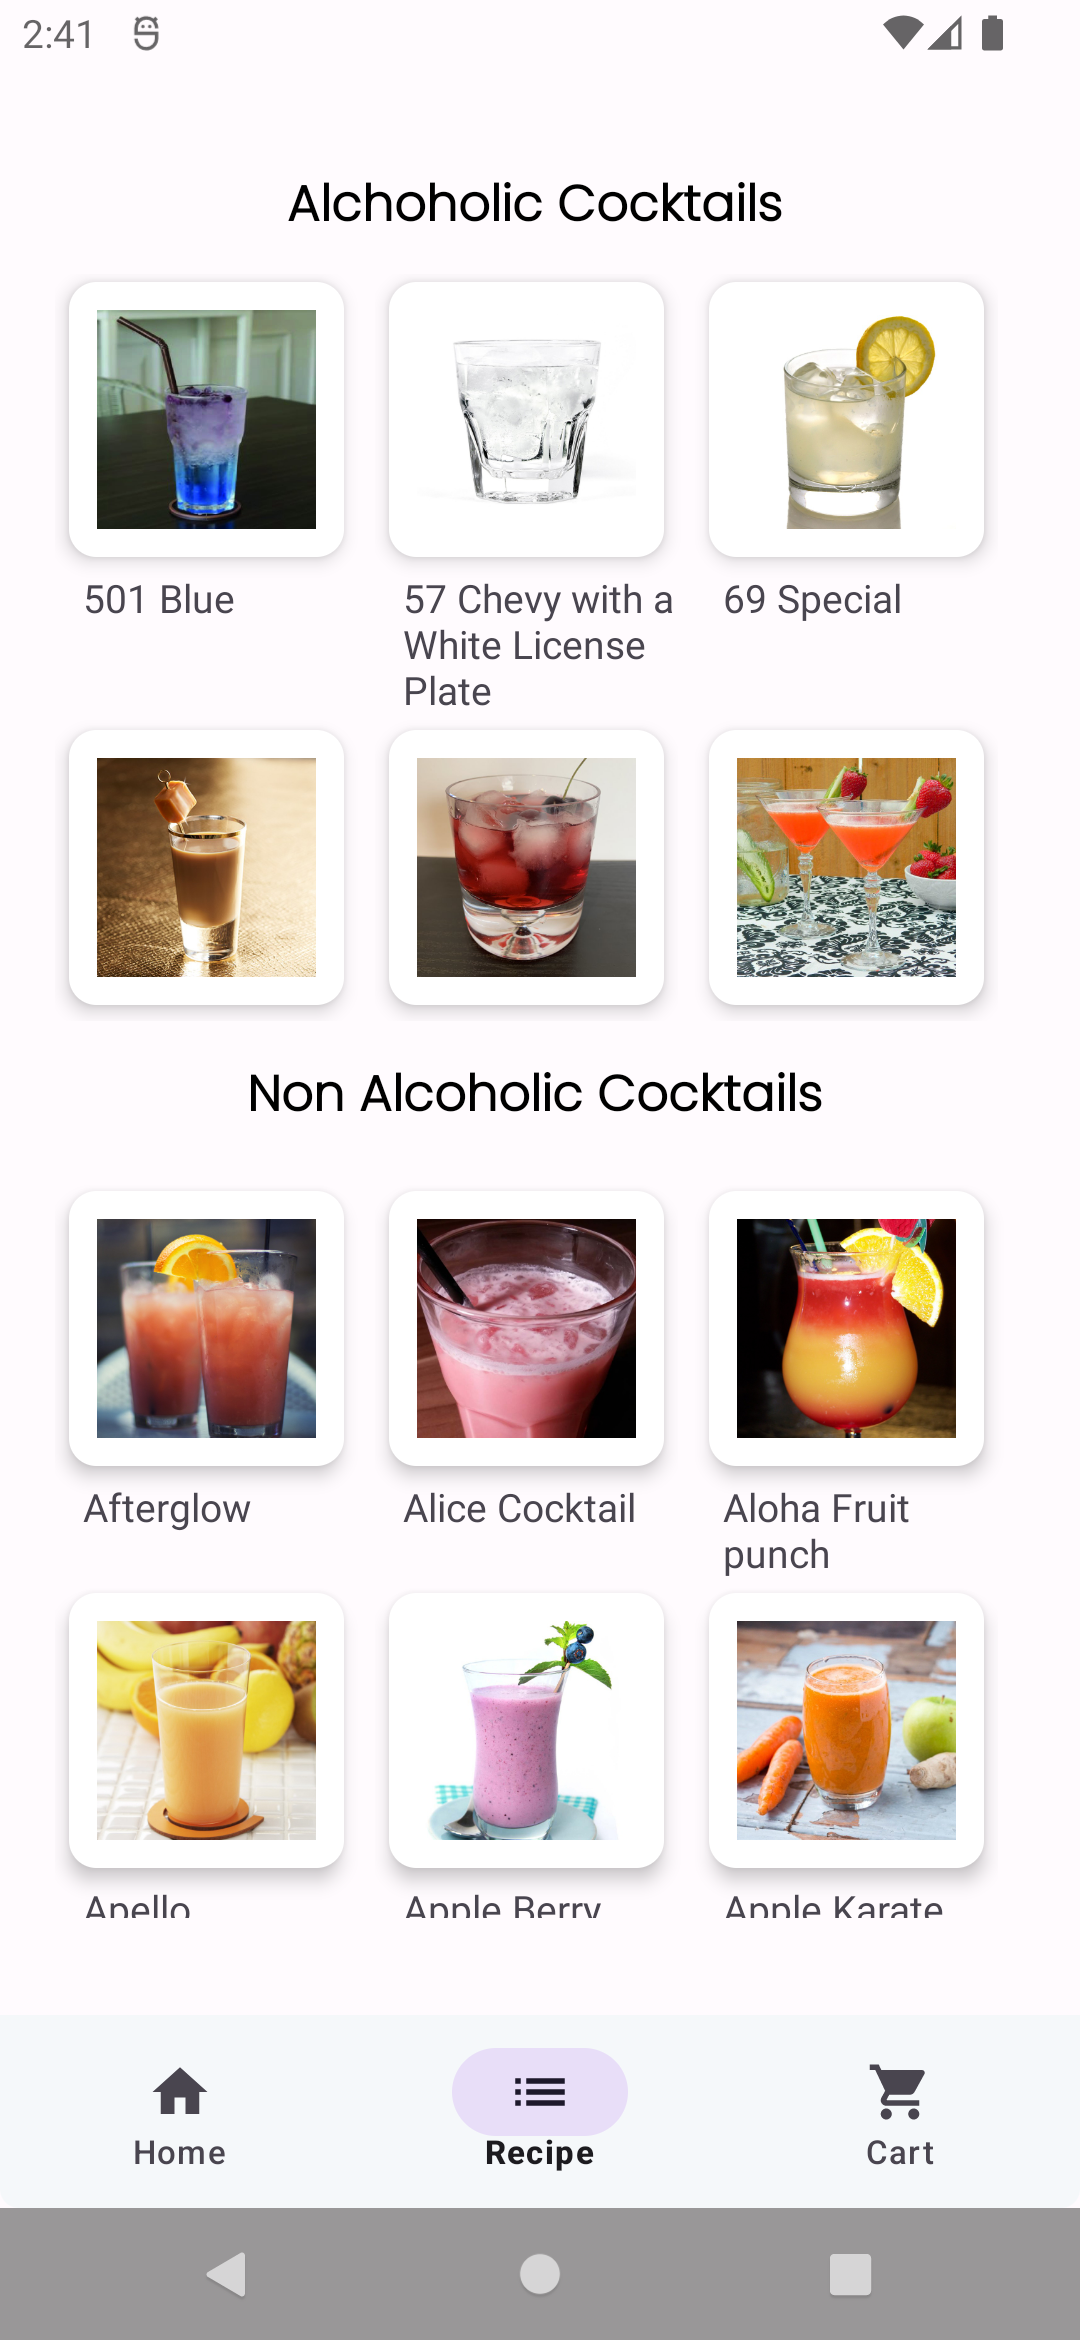 2:41
Alchoholic Cocktails
501 Blue
57 Chevy with a
White License
Plate
69 Special
Non Alcoholic Cocktails
Afterglow
Alice Cocktail
Aloha Fruit
punch
Apello
Apple Berry
Apple Karate
Home
Recipe
Cart